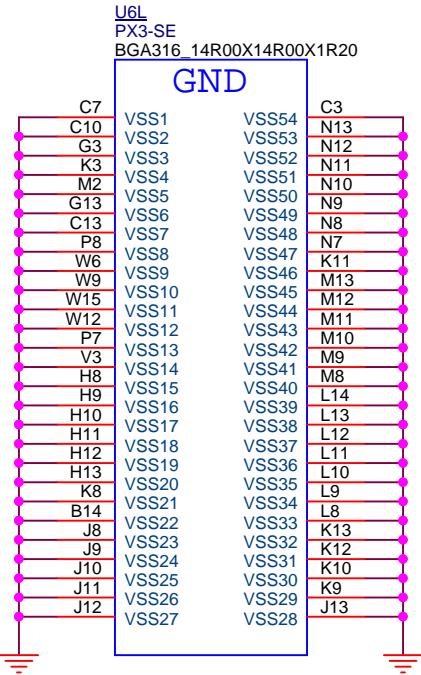 U6L
PX3-SE
BGA316_14R00X14R00X1R20
GND
C7 VSS1 VSS54 C3
C10 VSS2 VSS53 N13
G3 VSS3 VSS52 N12
K3 VSS4 VSS51 N11
M2 VSS5 VSS50 N10
G13 VSS6 VSS49 N9
C13 VSS7 VSS48 N8
P8 VSS8 VSS47 N7
W6 VSS9 VSS46 K11
W9 VSS10 VSS45 M13
W15 VSS11 VSS44 M12
W12 VSS12 VSS43 M11
P7 VSS13 VSS42 M10
V3 VSS14 VSS41 M9
H8 VSS15 VSS40 M8
H9 VSS16 VSS39 L14
H10 VSS17 VSS38 L13
H11 VSS18 VSS37 L12
H12 VSS19 VSS36 L11
H13 VSS20 VSS35 L10
K8 VSS21 VSS34 L9
B14 VSS22 VSS33 L8
J8 VSS23 VSS32 K13
J9 VSS24 VSS31 K12
J10 VSS25 VSS30 K10
J11 VSS26 VSS29 K9
J12 VSS27 VSS28 J13